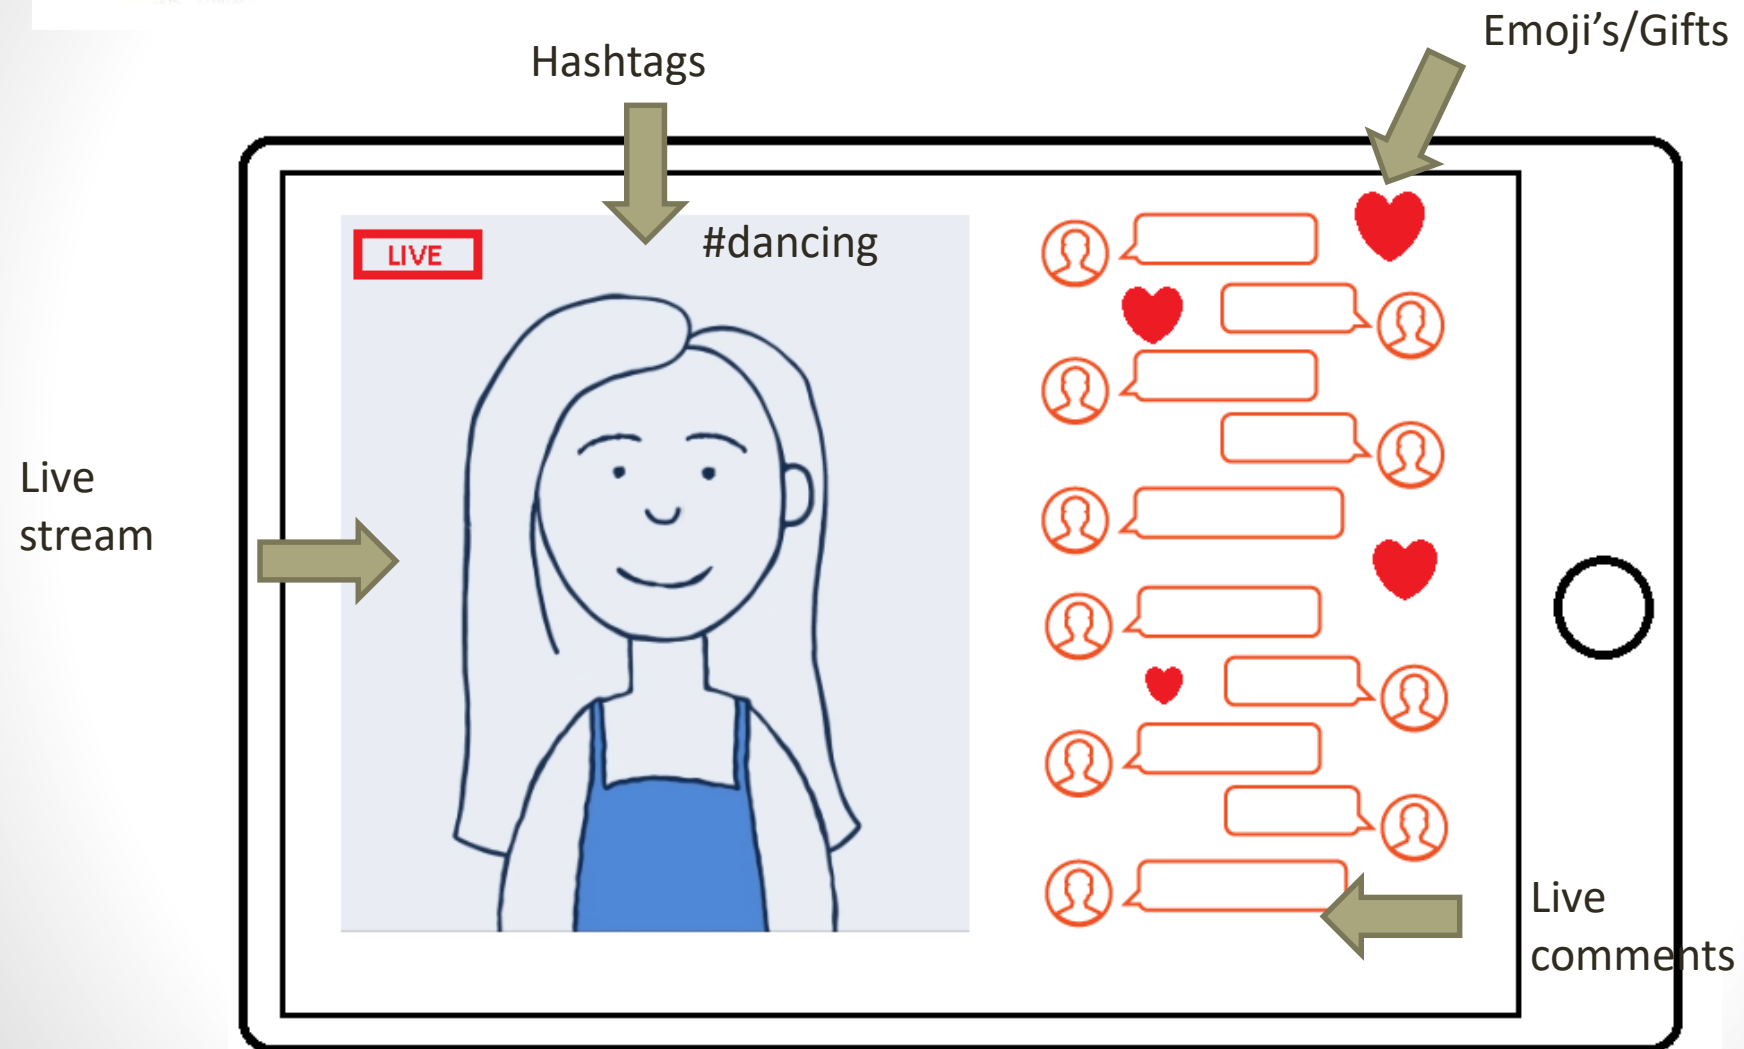 Emoji's/Gifts
Hashtags
#dancing
LIVE
Live
stream
Live
comments